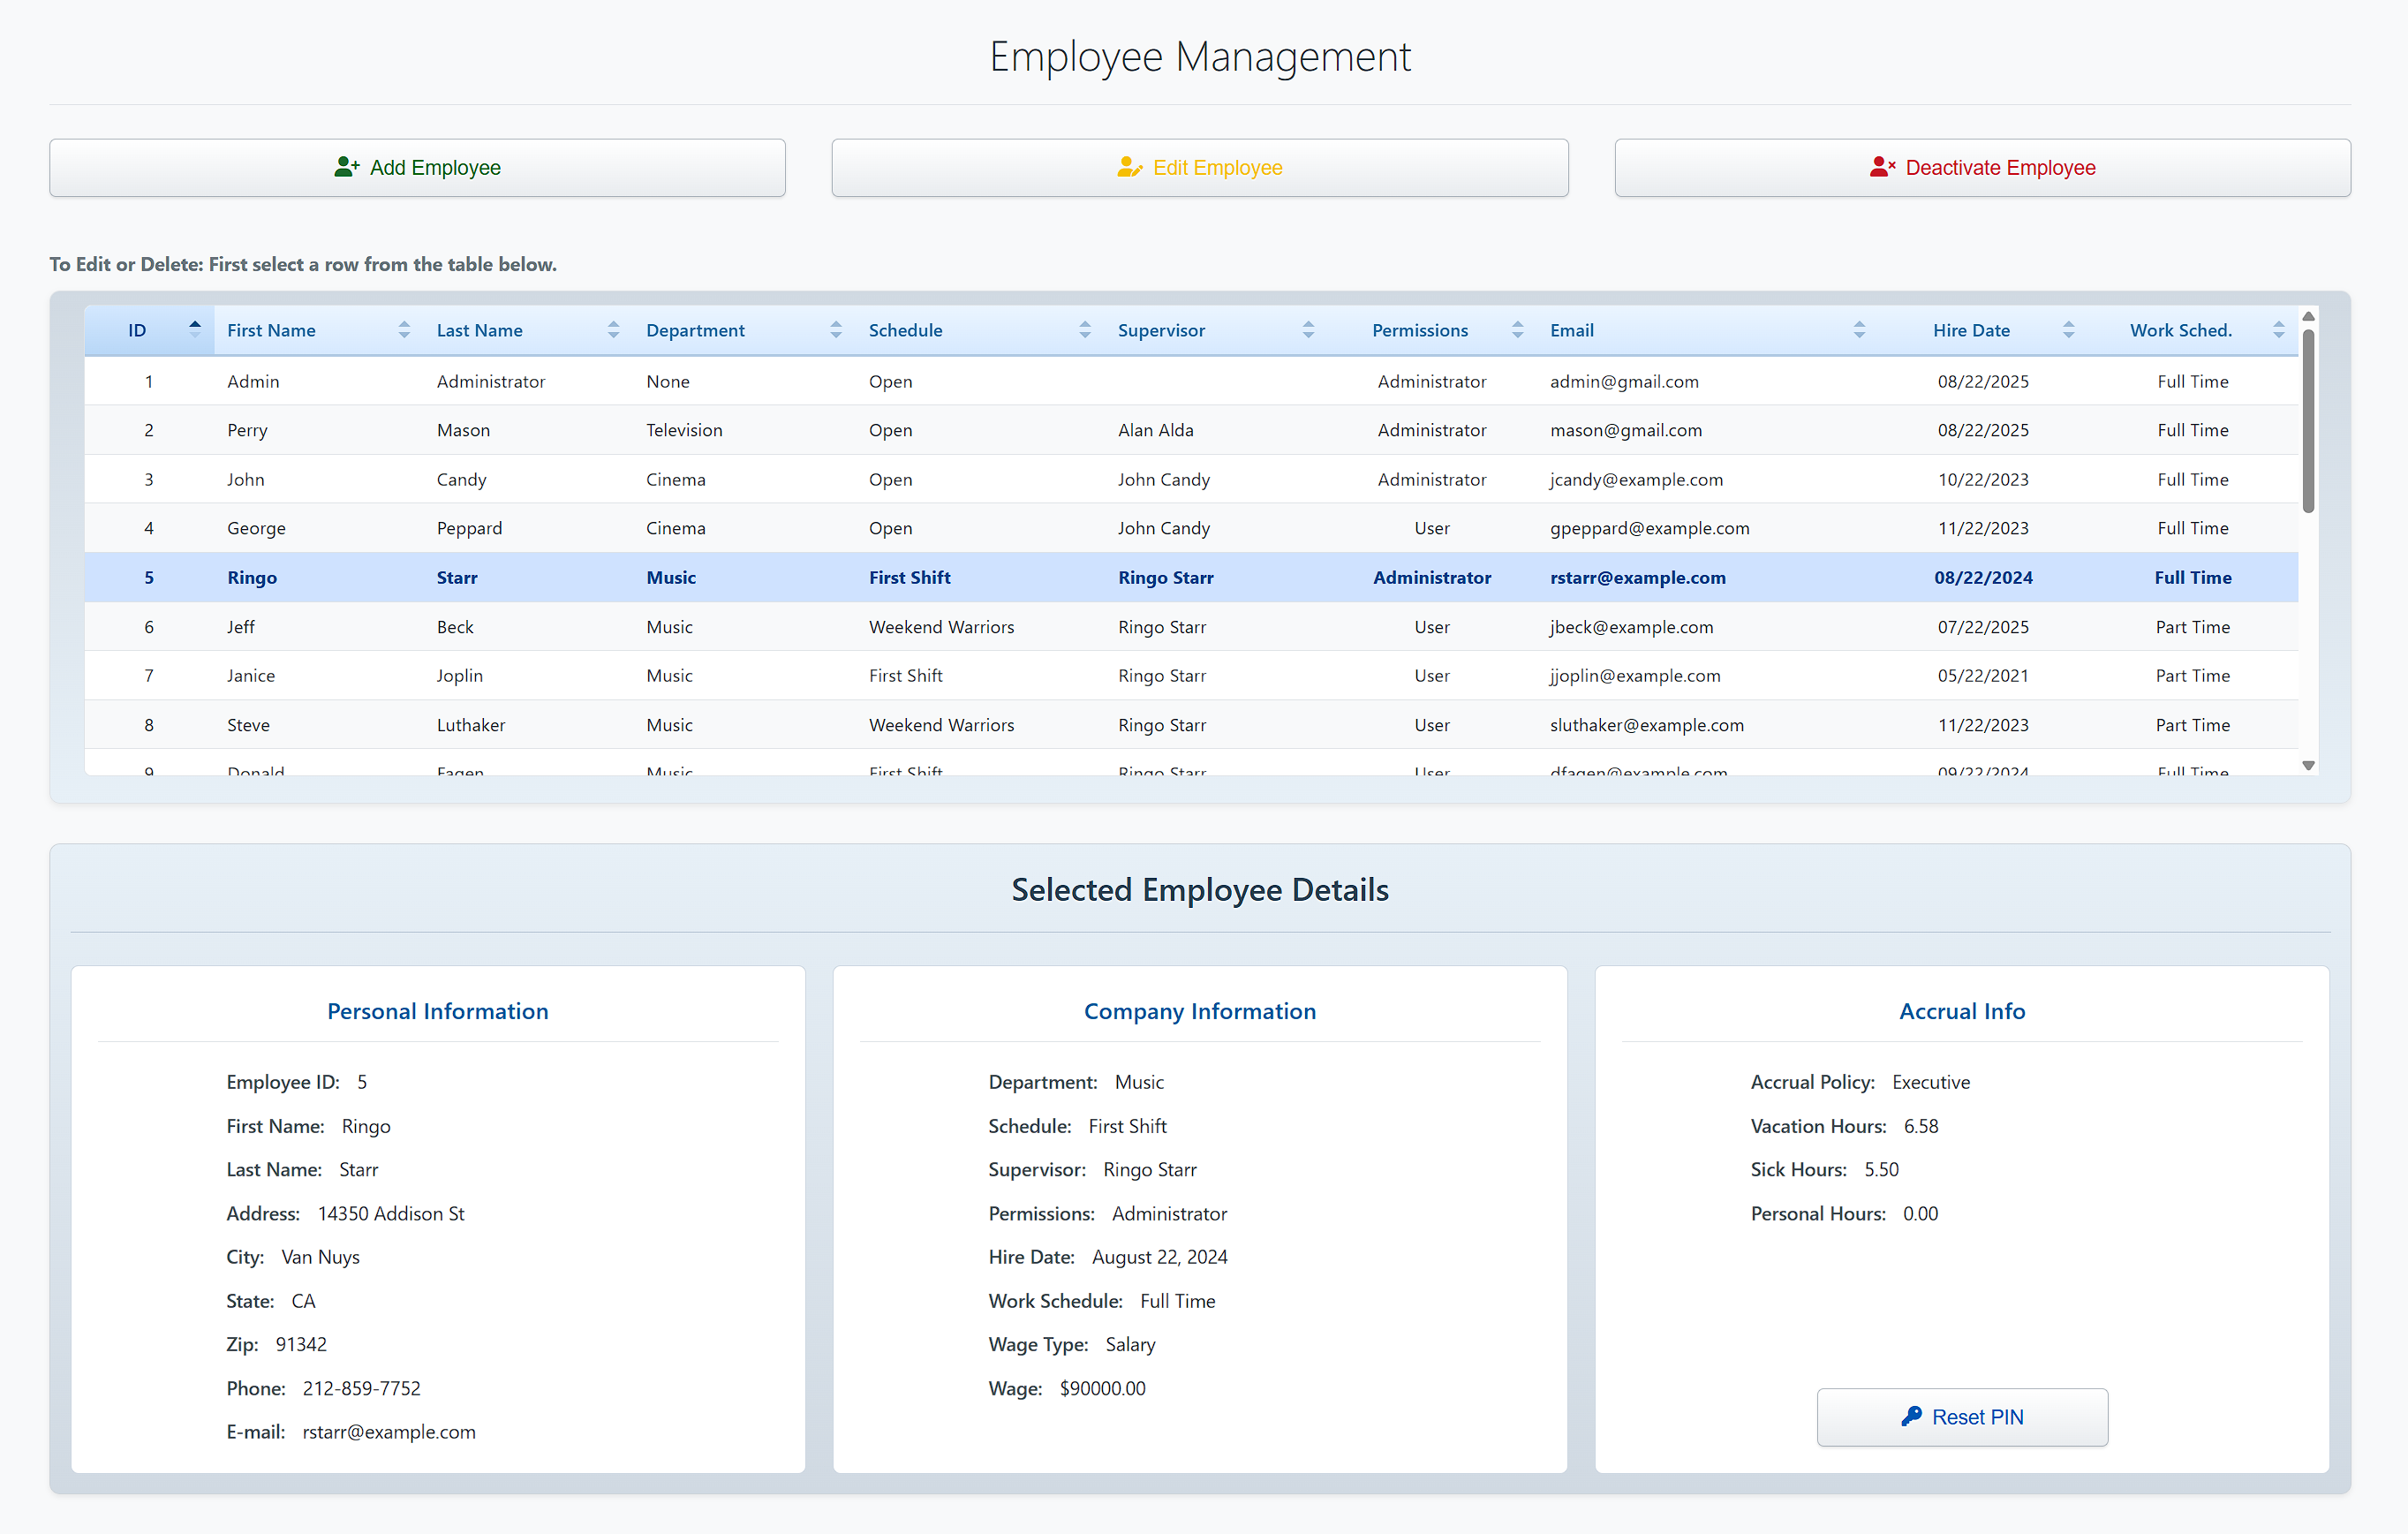 Employee Management
Add Employee Edit Employee Deactivate Employee
To Edit or Delete: First select a row from the table below.
ID First Name Last Name Department Schedule Supervisor Permissions Email Hire Date Work Sched.
1 Admin Administrator None Open Administrator admin@gmail.com 08/22/2025 Full Time
2 Perry Mason Television Open Alan Alda Administrator mason@gmail.com 08/22/2025 Full Time
3 John Candy Cinema Open John Candy Administrator jcandy@example.com 10/22/2023 Full Time
4 George Peppard Cinema Open John Candy User gpeppard@example.com 11/22/2023 Full Time
5 Ringo Starr Music First Shift Ringo Starr Administrator rstarr@example.com 08/22/2024 Full Time
6 Jeff Beck Music Weekend Warriors Ringo Starr User jbeck@example.com 07/22/2025 Part Time
7 Janice Joplin Music First Shift Ringo Starr User jjoplin@example.com 05/22/2021 Part Time
8 Steve Luthaker Music Weekend Warriors Ringo Starr User sluthaker@example.com 11/22/2023 Part Time
9 Donald Fagen Music First Shift Ringo Starr User dfagen@example.com 09/22/2024 Full Time
Selected Employee Details
Personal Information
Employee ID: 5
First Name: Ringo
Last Name: Starr
Address: 14350 Addison St
City: Van Nuys
State: CA
Zip: 91342
Phone: 212-859-7752
E-mail: rstarr@example.com
Company Information
Department: Music
Schedule: First Shift
Supervisor: Ringo Starr
Permissions: Administrator
Hire Date: August 22, 2024
Work Schedule: Full Time
Wage Type: Salary
Wage: $90000.00
Accrual Info
Accrual Policy: Executive
Vacation Hours: 6.58
Sick Hours: 5.50
Personal Hours: 0.00
Reset PIN